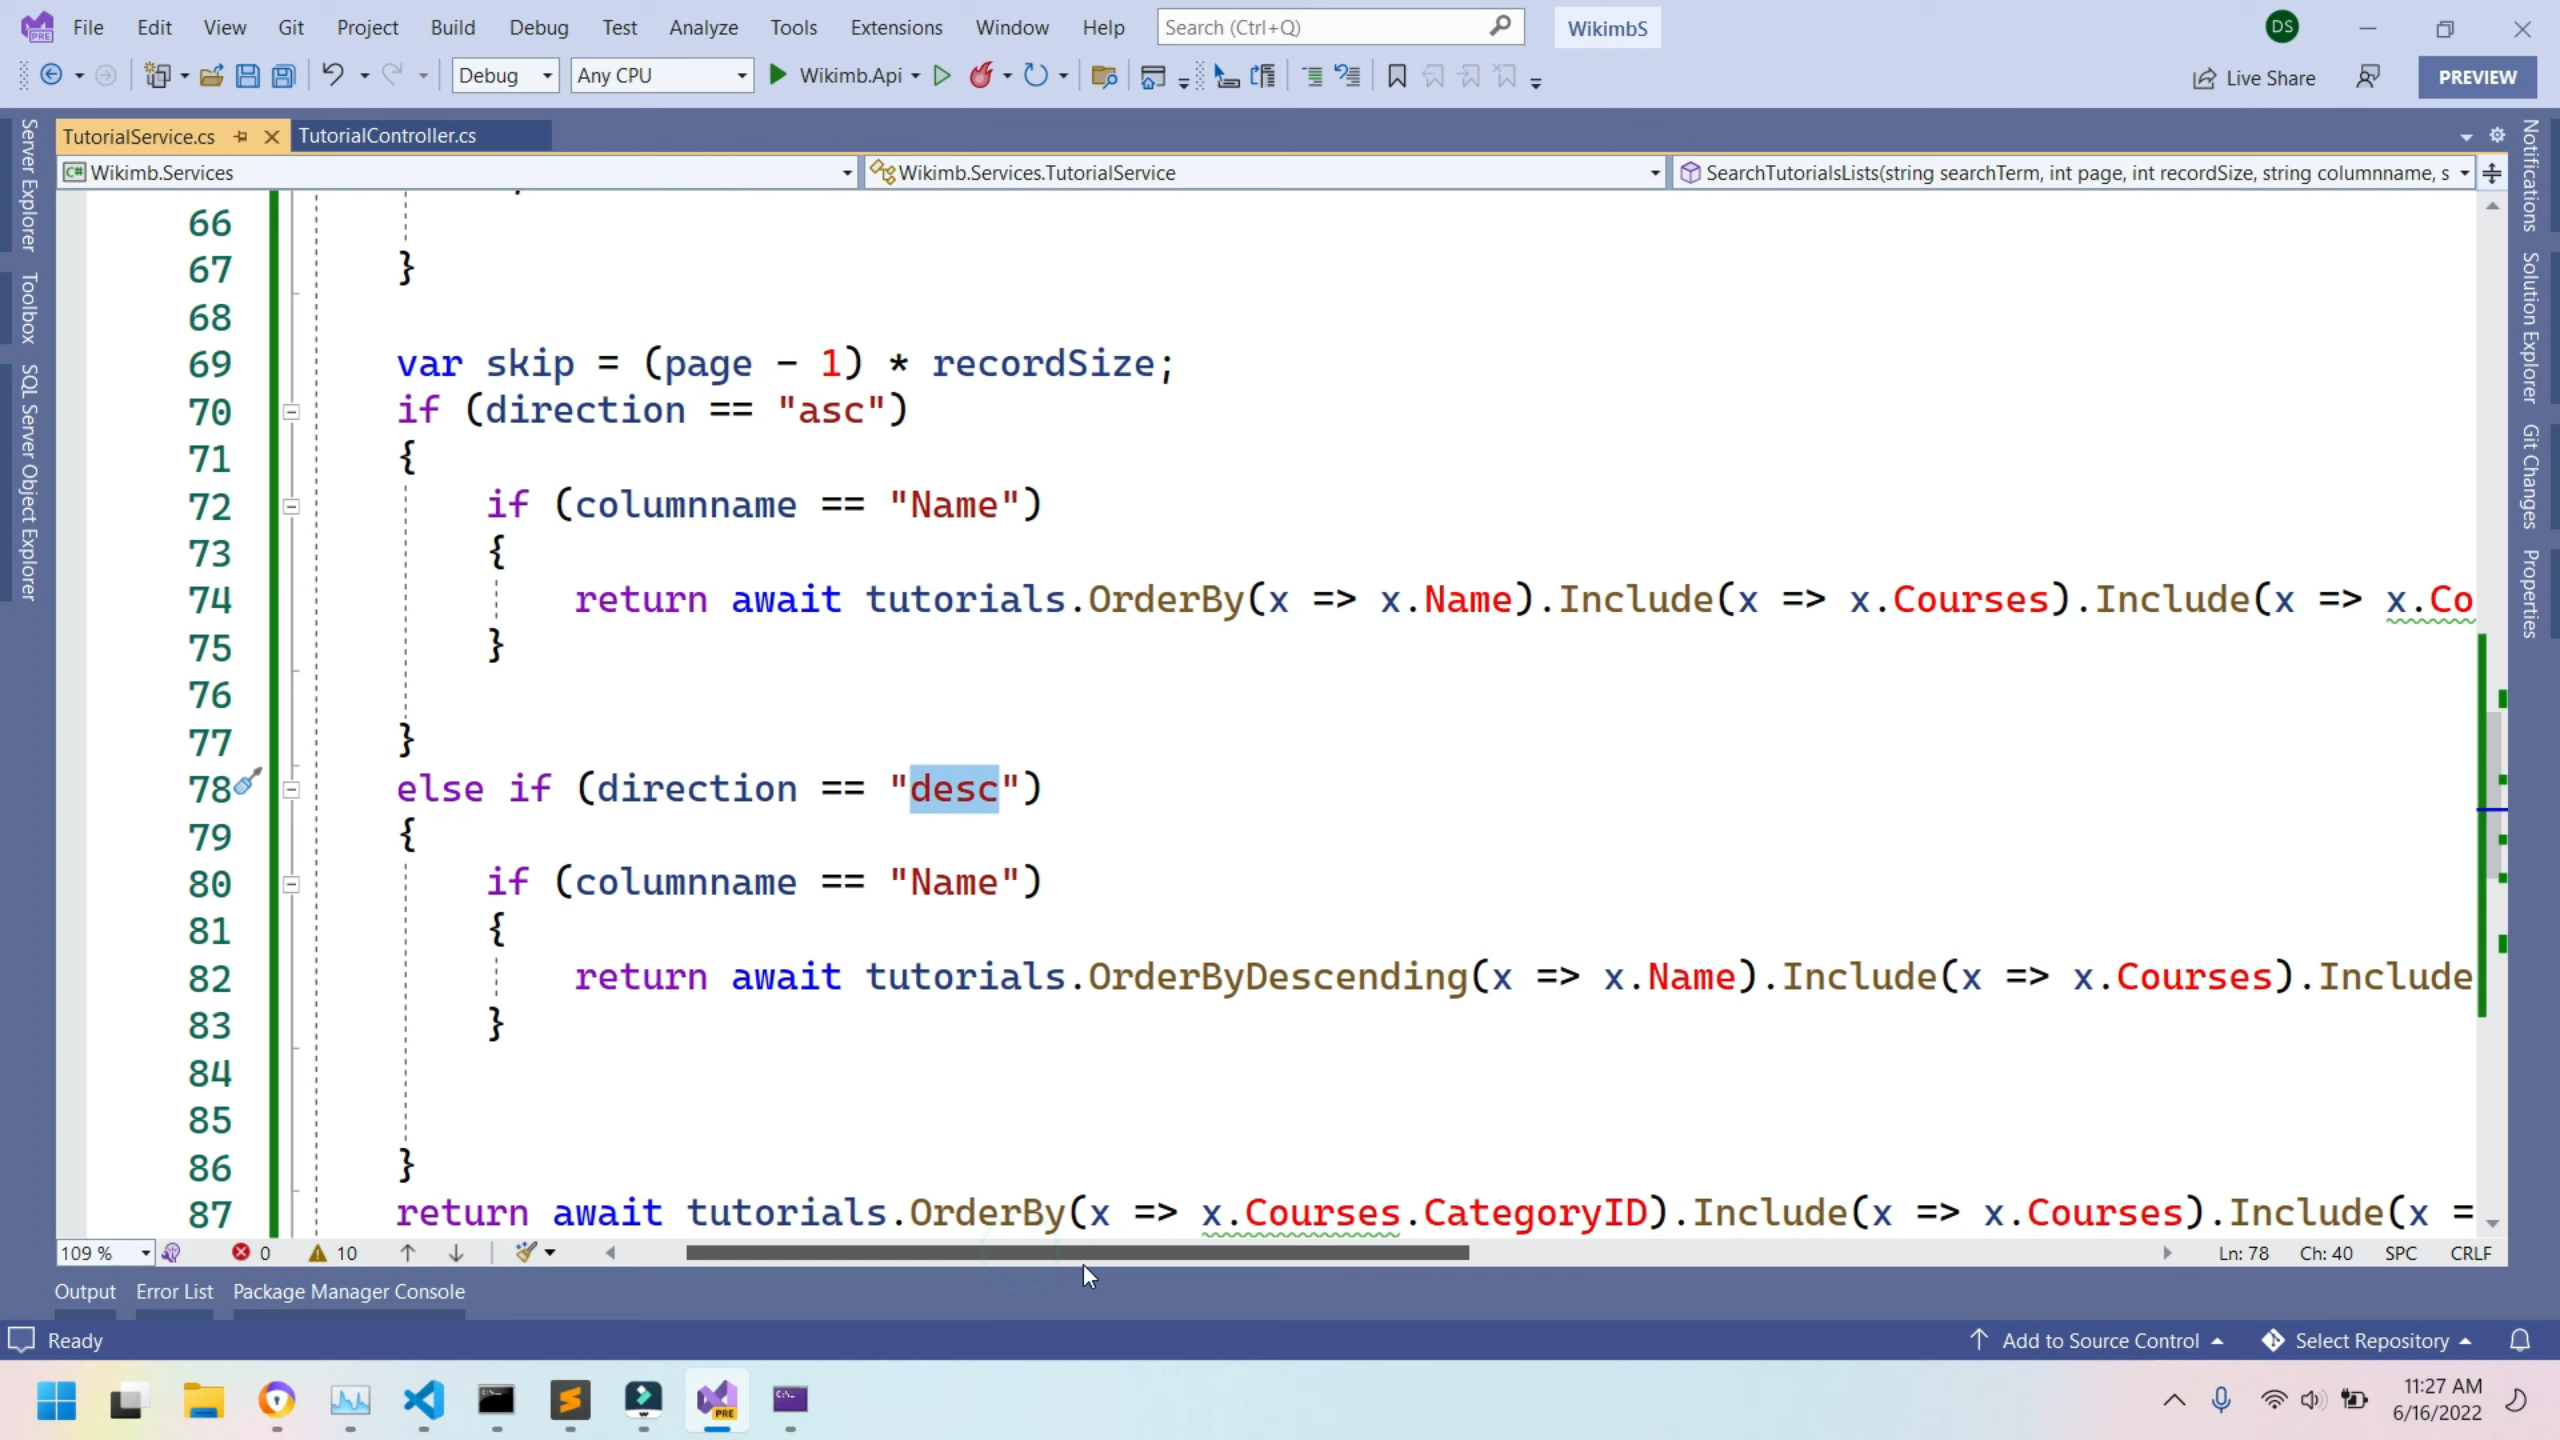 File Edit View Git Project Build Debug Test Analyze Tools Extensions Window Help Search (Ctrl+Q) WikimbS DS
Debug Any CPU Wikimb.Api Live Share PREVIEW
TutorialService.cs TutorialController.cs
Wikimb.Services Wikimb.Services.TutorialService SearchTutorialsLists(string searchTerm, int page, int recordSize, string columnname, s
Server Explorer
Toolbox
SQL Server Object Explorer
66
67 }
68
69 var skip = (page - 1) * recordSize;
70 if (direction == "asc")
71 {
72 if (columnname == "Name")
73 {
74 return await tutorials.OrderBy(x => x.Name).Include(x => x.Courses).Include(x => x.Co
75 }
76
77 }
78 else if (direction == "desc")
79 {
80 if (columnname == "Name")
81 {
82 return await tutorials.OrderByDescending(x => x.Name).Include(x => x.Courses).Include
83 }
84
85
86 }
87 return await tutorials.OrderBy(x => x.Courses.CategoryID).Include(x => x.Courses).Include(x =
Notifications
Solution Explorer
Git Changes
Properties
109 % 0 10 Ln: 78 Ch: 40 SPC CRLF
Output Error List Package Manager Console
Ready Add to Source Control Select Repository
PRE
11:27 AM
6/16/2022